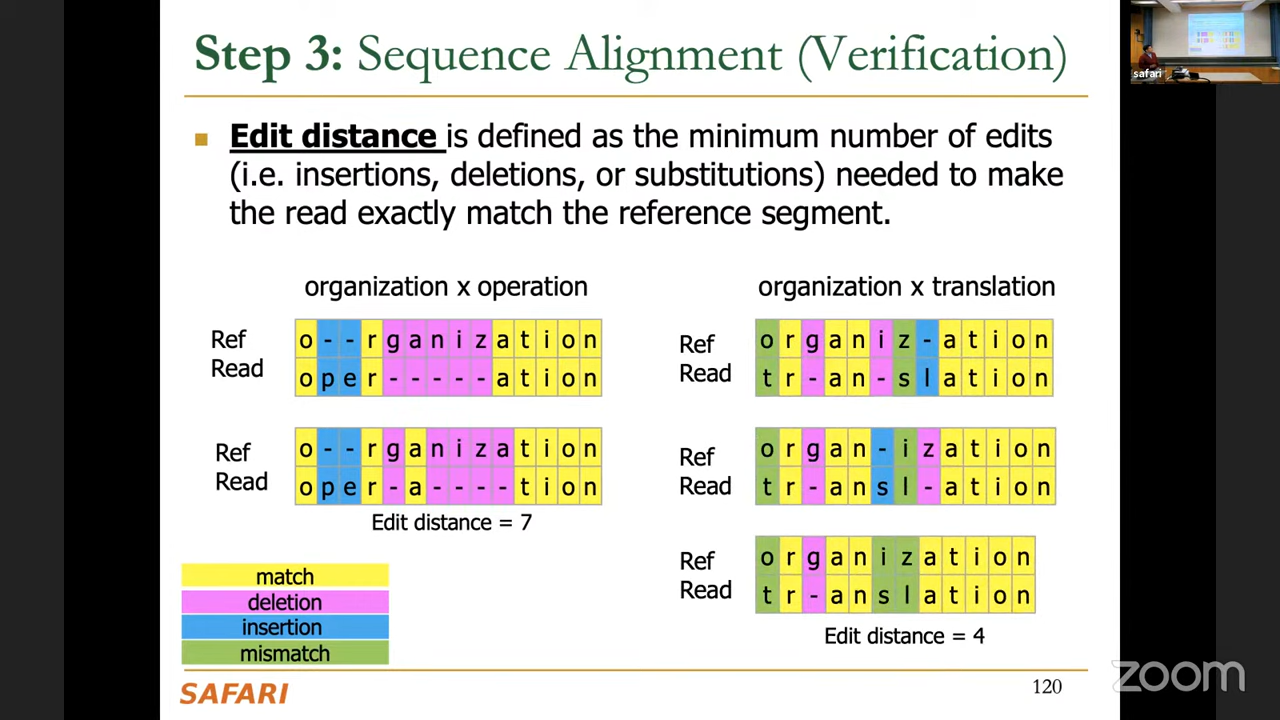 Step 3: Sequence Alignment (Verification)
safari
Edit distance is defined as the minimum number of edits
(i.e. insertions, deletions, or substitutions) needed to make
the read exactly match the reference segment.
organization x operation
Ref o - - r g a n i z a t i o n
Read o p e r - - - - - a t i o n
Ref o - - r g a n i z a t i o n
Read o p e r - a - - - - t i o n
Edit distance = 7
organization x translation
Ref o r g a n i z - a t i o n
Read t r - a n - s l a t i o n
Ref o r g a n - i z a t i o n
Read t r - a n s l - a t i o n
Ref o r g a n i z a t i o n
Read t r - a n s l a t i o n
Edit distance = 4
match
deletion
insertion
mismatch
SAFARI
120
zoom